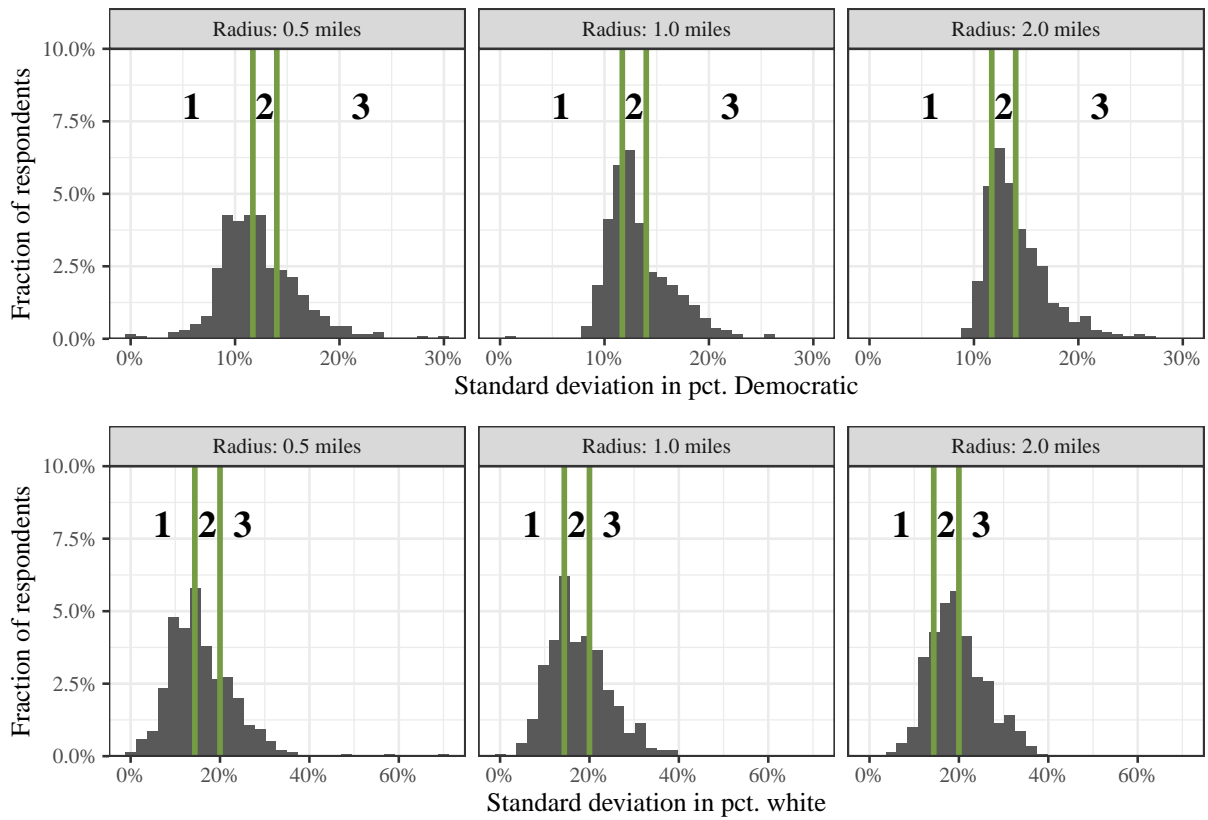 Radius: 0.5 miles Radius: 1.0 miles Radius: 2.0 miles
Fraction of respondents
10.0%
7.5%
5.0%
2.5%
0.0%
1 2 3 1 2 3 1 2 3
0% 10% 20% 30% 0% 10% 20% 30% 0% 10% 20% 30%
Standard deviation in pct. Democratic
Radius: 0.5 miles Radius: 1.0 miles Radius: 2.0 miles
Fraction of respondents
10.0%
7.5%
5.0%
2.5%
0.0%
1 2 3 1 2 3 1 2 3
0% 20% 40% 60% 0% 20% 40% 60% 0% 20% 40% 60%
Standard deviation in pct. white